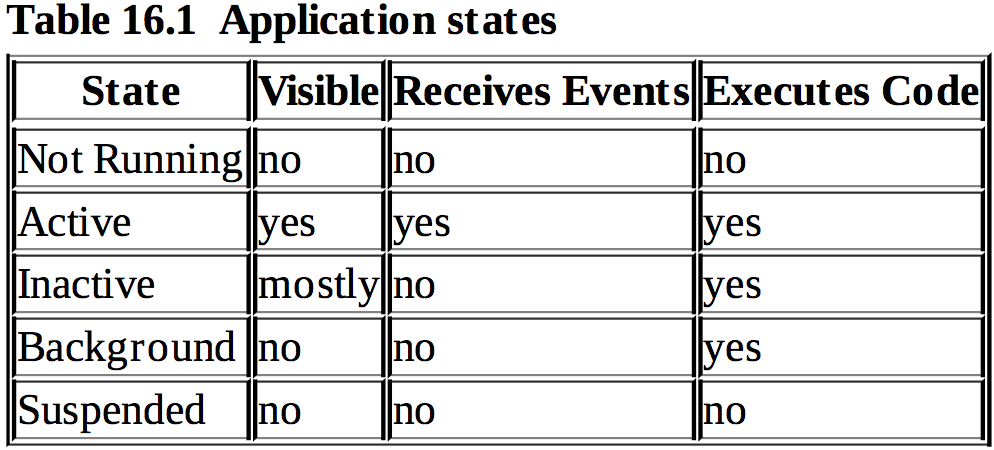 Table 16.1 Application states
State Visible Receives Events Executes Code
Not Running no no no
Active yes yes yes
Inactive mostly no yes
Background no no yes
Suspended no no no